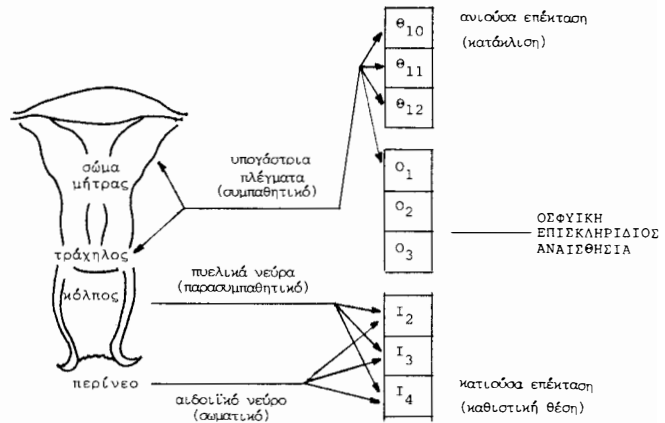 Θ10
Θ11
Θ12
ανιούσα επέκταση
(κατάκλιση)
σώμα
μήτρας
υπογάστρια
πλέγματα
(συμπαθητικό)
Ο1
Ο2
Ο3
ΟΣΦΥΙΚΗ
ΕΠΙΣΚΛΗΡΙΔΙΟΣ
ΑΝΑΙΣΘΗΣΙΑ
τράχηλος
κόλπος
πυελικά νεύρα
(παρασυμπαθητικό)
Ι2
Ι3
Ι4
περίνεο
αιδοιϊκό νεύρο
(σωματικό)
κατιούσα επέκταση
(καθιστική θέση)